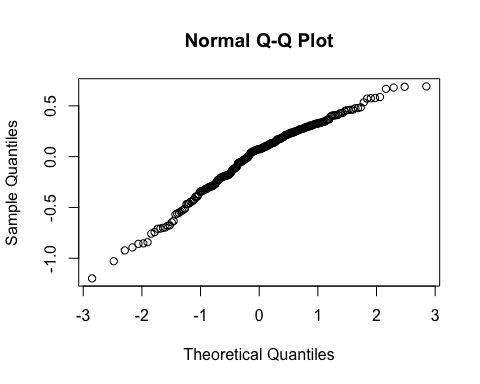 Normal Q-Q Plot
Sample Quantiles
0.5
0.0
-0.5
-1.0
-3 -2 -1 0 1 2 3
Theoretical Quantiles